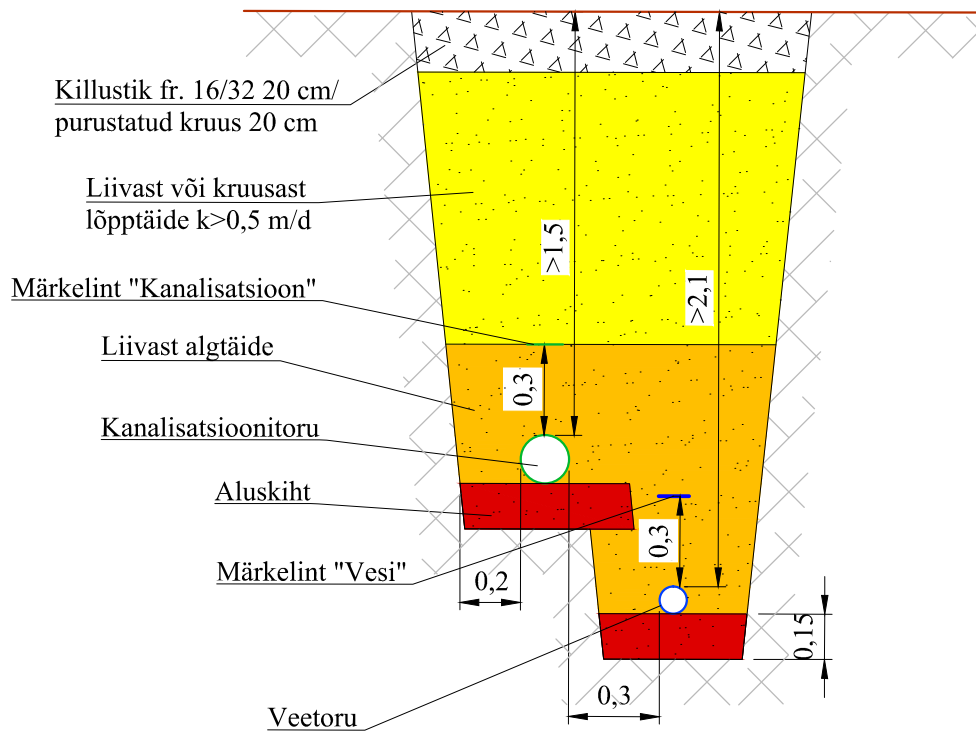 Killustik fr. 16/32 20 cm/
purustatud kruus 20 cm
Liivast või kruusast
lõpptäide k>0,5 m/d
Märkelint "Kanalisatsioon"
Liivast algtäide
Kanalisatsioonitoru
Aluskiht
Märkelint "Vesi"
Veetoru
>1,5
>2,1
0,3
0,3
0,2
0,15
0,3